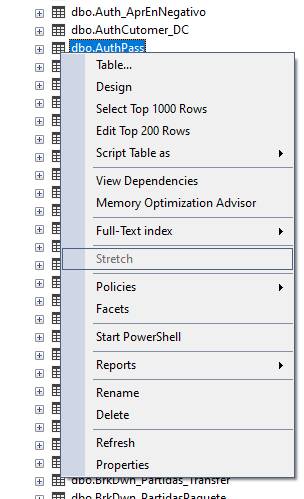 dbo.Auth_AprEnNegativo
dbo.AuthCutomer_DC
dbo.AuthPass
Table...
Design
Select Top 1000 Rows
Edit Top 200 Rows
Script Table as
View Dependencies
Memory Optimization Advisor
Full-Text index
Stretch
Policies
Facets
Start PowerShell
Reports
Rename
Delete
Refresh
Properties
dbo.BrkDwn_Partidas_Transfer
dbo.BrkDwn_PartidasPaquete